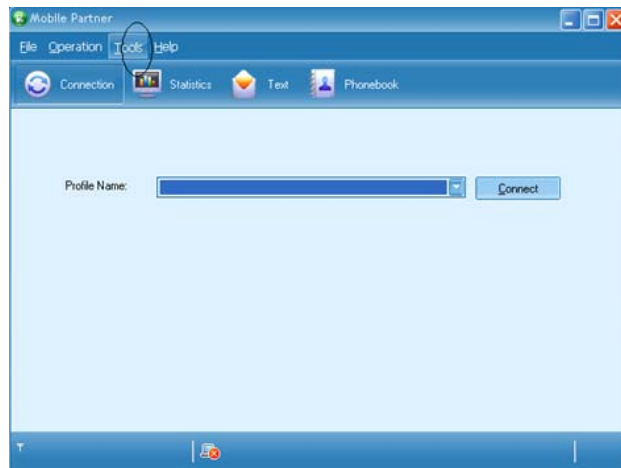 Mobile Partner
File Operation Tools Help
Connection Statistics Text Phonebook
Profile Name: Connect